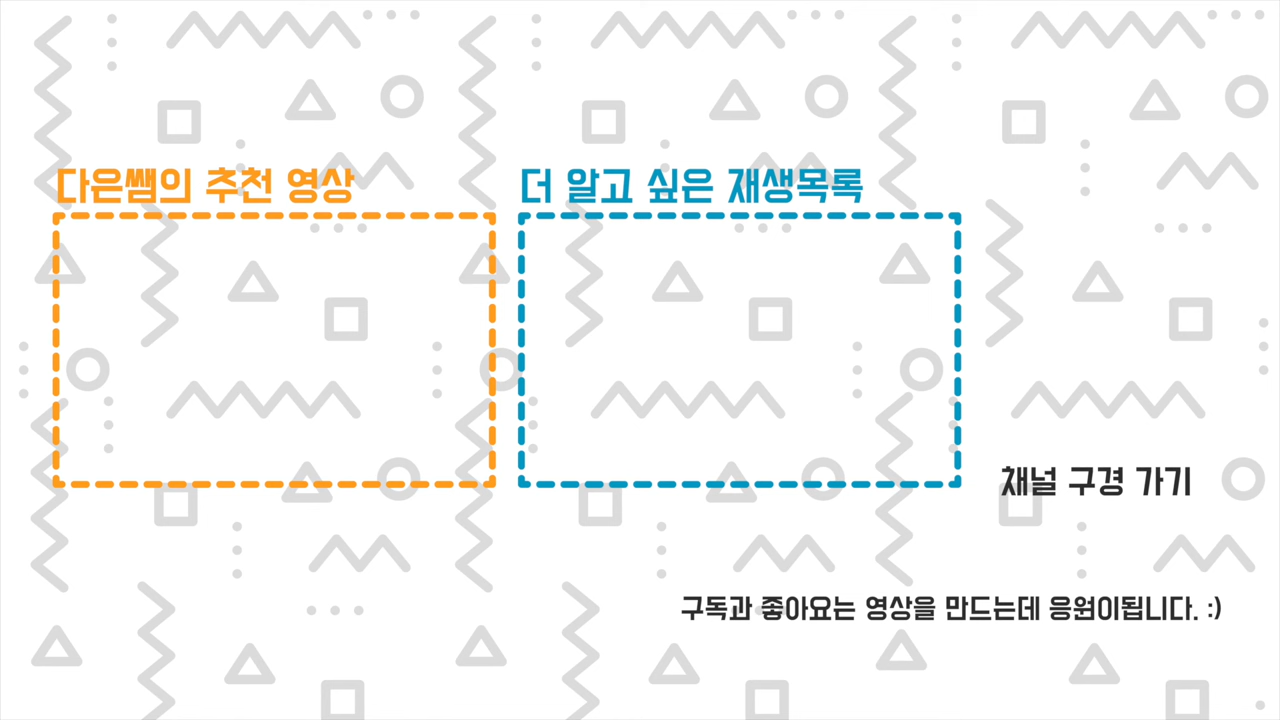 다은쌤의 추천 영상
더 알고 싶은 재생목록
채널 구경 가기
구독과 좋아요는 영상을 만드는데 응원이됩니다. :)